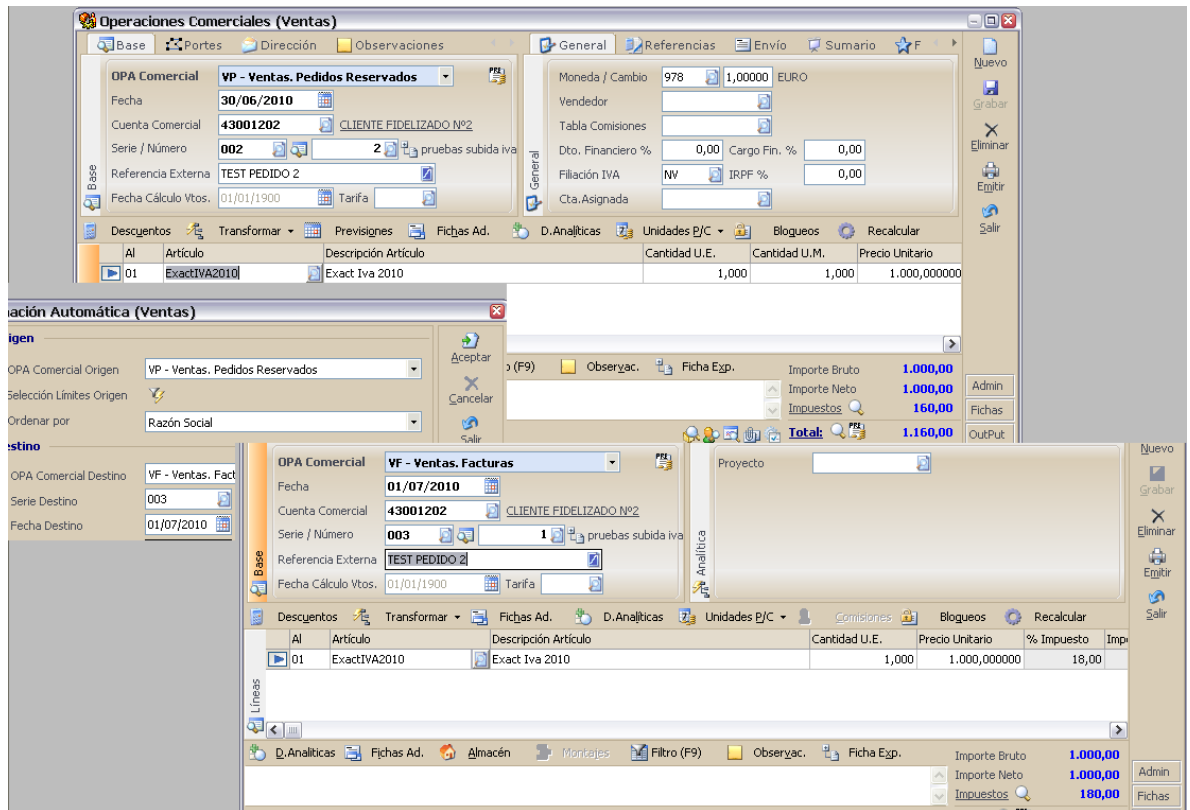 Operaciones Comerciales (Ventas)
Base Portes Dirección Observaciones General Referencias Envío Sumario F
Nuevo
Grabar
Eliminar
Emitir
Salir
OPA Comercial VP - Ventas. Pedidos Reservados
Fecha 30/06/2010
Cuenta Comercial 43001202 CLIENTE FIDELIZADO Nº2
Serie / Número 002 2 pruebas subida iva
Referencia Externa TEST PEDIDO 2
Fecha Cálculo Vtos. 01/01/1900 Tarifa
Base
Moneda / Cambio 978 1,00000 EURO
Vendedor
Tabla Comisiones
Dto. Financiero % 0,00 Cargo Fin. % 0,00
Filiación IVA NV IRPF % 0,00
Cta.Asignada
General
Descuentos Transformar Previsiones Fichas Ad. D.Analíticas Unidades P/C Bloqueos Recalcular
Al Artículo Descripción Artículo Cantidad U.E. Cantidad U.M. Precio Unitario
01 ExactIVA2010 Exact Iva 2010 1,000 1,000 1.000,000000
(F9) Observac. Ficha Exp.
Importe Bruto 1.000,00
Importe Neto 1.000,00
Impuestos 160,00
Total: 1.160,00
Admin
Fichas
OutPut
ación Automática (Ventas)
igen
OPA Comercial Origen VP - Ventas. Pedidos Reservados
Selección Límites Origen
Ordenar por Razón Social
Aceptar
Cancelar
Salir
estino
OPA Comercial Destino VF - Ventas. Fact
Serie Destino 003
Fecha Destino 01/07/2010
OPA Comercial VF - Ventas. Facturas
Fecha 01/07/2010
Cuenta Comercial 43001202 CLIENTE FIDELIZADO Nº2
Serie / Número 003 1 pruebas subida iva
Referencia Externa TEST PEDIDO 2
Fecha Cálculo Vtos. 01/01/1900 Tarifa
Base
Proyecto
Analítica
Nuevo
Grabar
Eliminar
Emitir
Salir
Descuentos Transformar Fichas Ad. D.Analíticas Unidades P/C Comisiones Bloqueos Recalcular
Al Artículo Descripción Artículo Cantidad U.E. Precio Unitario % Impuesto Imp
01 ExactIVA2010 Exact Iva 2010 1,000 1.000,000000 18,00
Líneas
D.Analíticas Fichas Ad. Almacén Montajes Filtro (F9) Observac. Ficha Exp.
Importe Bruto 1.000,00
Importe Neto 1.000,00
Impuestos 180,00
Admin
Fichas